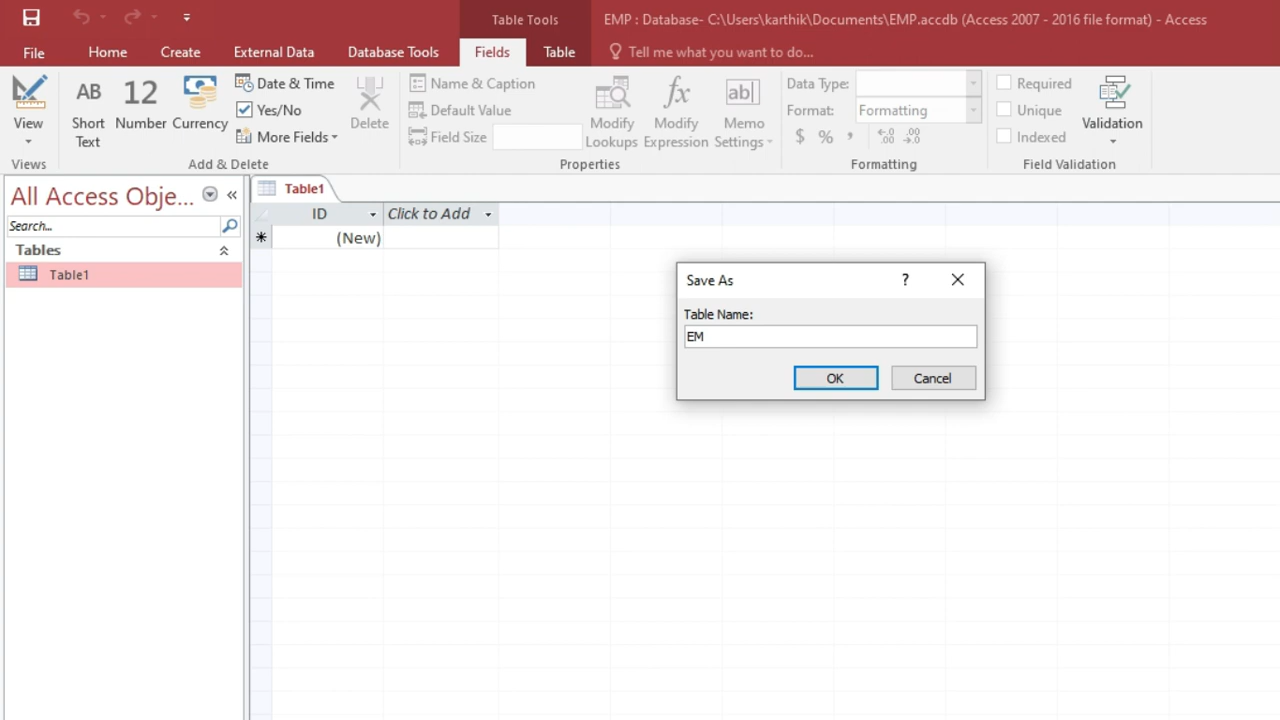 Table Tools
EMP : Database- C:\Users\karthik\Documents\EMP.accdb (Access 2007 - 2016 file format) - Access
File Home Create External Data Database Tools Fields Table Tell me what you want to do...
View
Views
AB
Short
Text
12
Number
Currency
Date & Time
Yes/No
More Fields
Delete
Add & Delete
Name & Caption
Default Value
Field Size
Modify
Lookups
fx
Modify
Expression
ab
Memo
Settings
Properties
Data Type:
Format: Formatting
$ % , .0 .00 .00 .0
Formatting
Required
Unique
Indexed
Validation
Field Validation
All Access Obje...
Search...
Tables
Table1
Table1
ID Click to Add
(New)
Save As ?
Table Name:
EM
OK Cancel